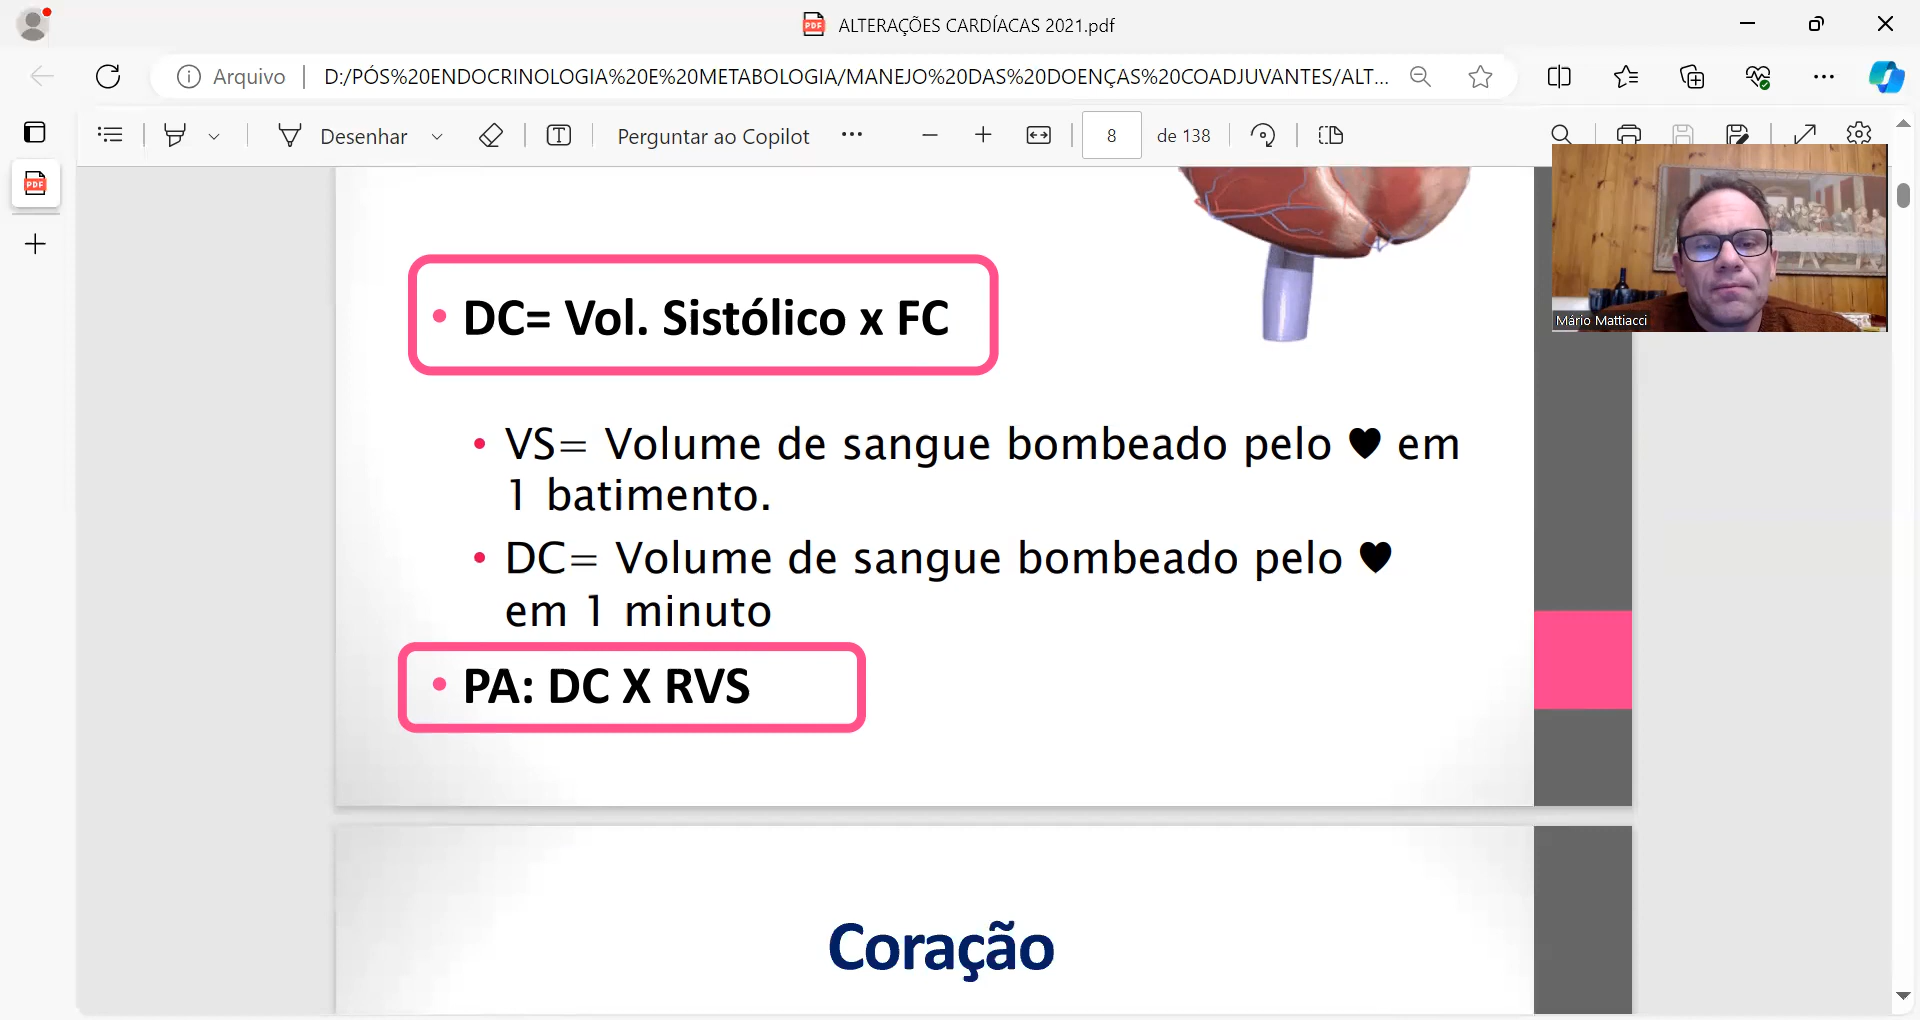 ALTERAÇÕES CARDÍACAS 2021.pdf
Arquivo
D:/PÓS%20ENDOCRINOLOGIA%20E%20METABOLOGIA/MANEJO%20DAS%20DOENÇAS%20COADJUVANTES/ALT...
Desenhar
Perguntar ao Copilot
8 de 138
Mário Mattiacci
• DC= Vol. Sistólico x FC
• VS= Volume de sangue bombeado pelo ♥ em
1 batimento.
• DC= Volume de sangue bombeado pelo ♥
em 1 minuto
• PA: DC X RVS
Coração